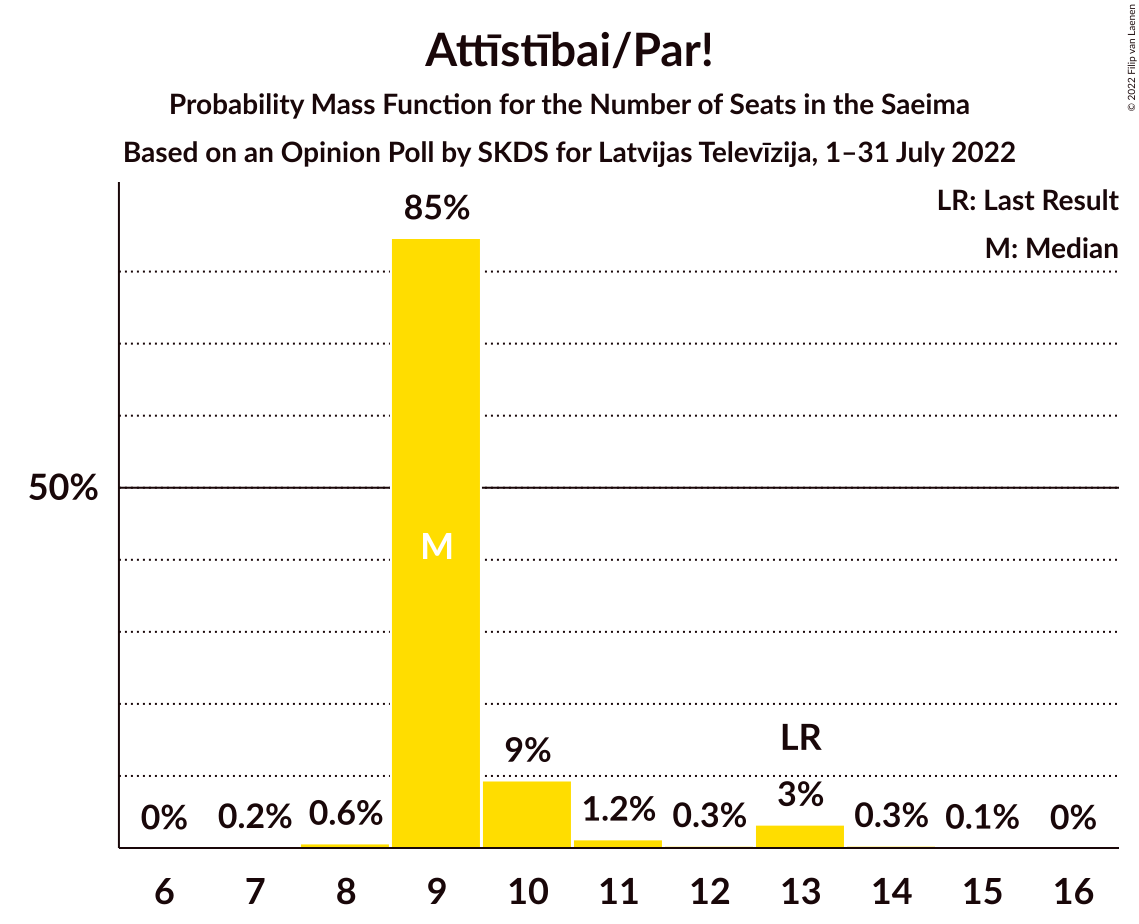 Attīstībai/Par!
Probability Mass Function for the Number of Seats in the Saeima
Based on an Opinion Poll by SKDS for Latvijas Televīzija, 1–31 July 2022
© 2022 Filip van Laenen
LR: Last Result
M: Median
85%
50%
M
LR
9%
3%
0% 0.2% 0.6% 1.2% 0.3% 0.3% 0.1% 0%
6 7 8 9 10 11 12 13 14 15 16